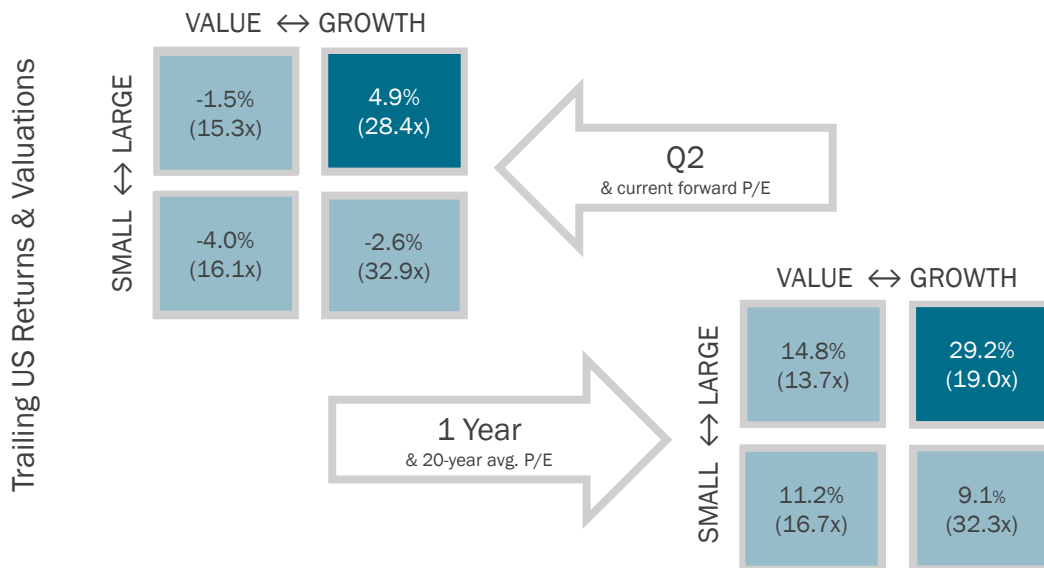 Trailing US Returns & Valuations
VALUE ↔ GROWTH
SMALL ↔ LARGE
-1.5%
(15.3x)
4.9%
(28.4x)
-4.0%
(16.1x)
-2.6%
(32.9x)
Q2
& current forward P/E
1 Year
& 20-year avg. P/E
VALUE ↔ GROWTH
SMALL ↔ LARGE
14.8%
(13.7x)
29.2%
(19.0x)
11.2%
(16.7x)
9.1%
(32.3x)